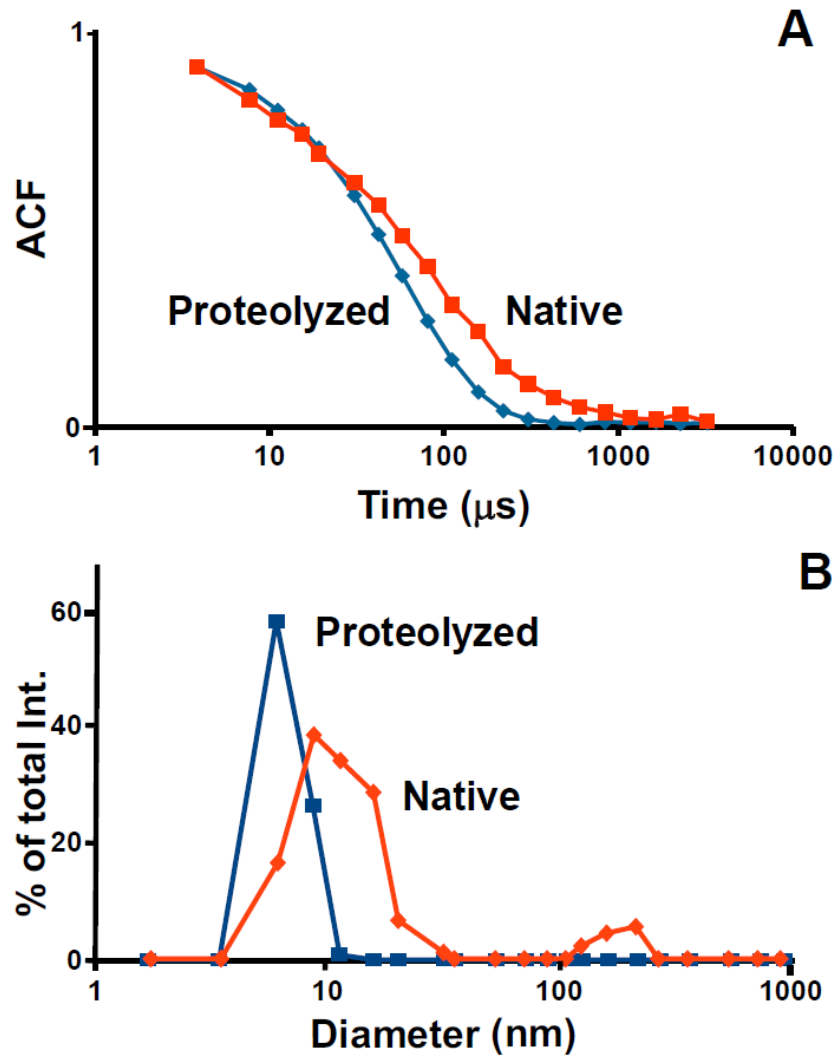 A
1
ACF
Proteolyzed
Native
0
1
10
100
1000
10000
Time (μs)
B
60
Proteolyzed
% of total Int.
40
Native
20
0
1
10
100
1000
Diameter (nm)